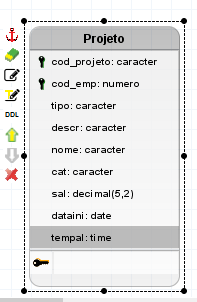 Projeto
cod_projeto: caracter
cod_emp: numero
tipo: caracter
descr: caracter
nome: caracter
cat: caracter
sal: decimal(5,2)
dataini: date
tempal: time
DDL